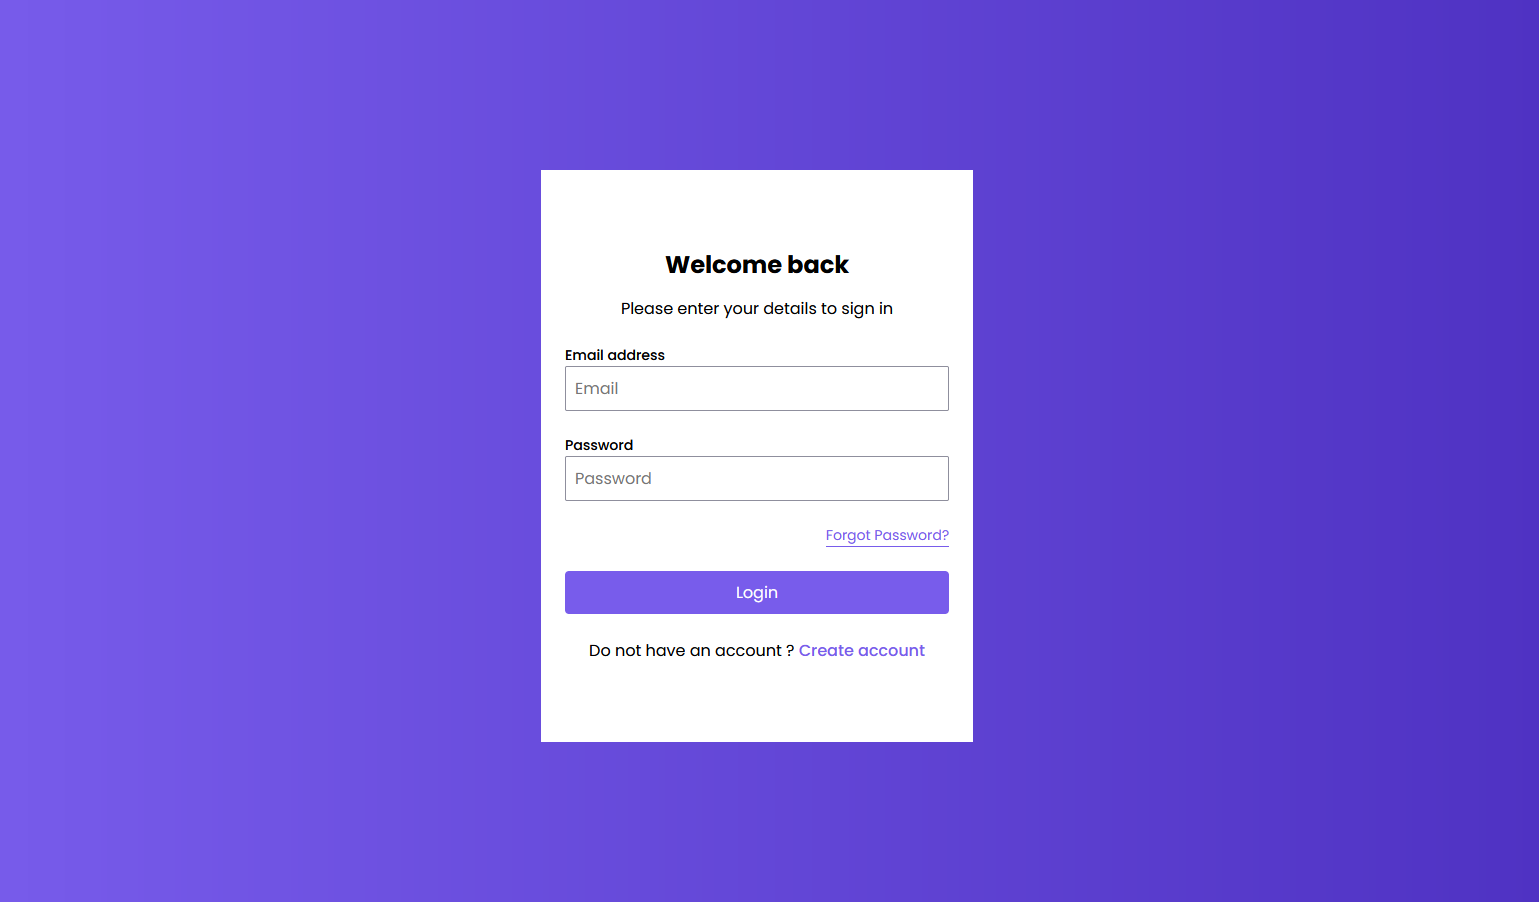 Welcome back
Please enter your details to sign in
Email address
Email
Password
Password
Forgot Password?
Login
Do not have an account ? Create account